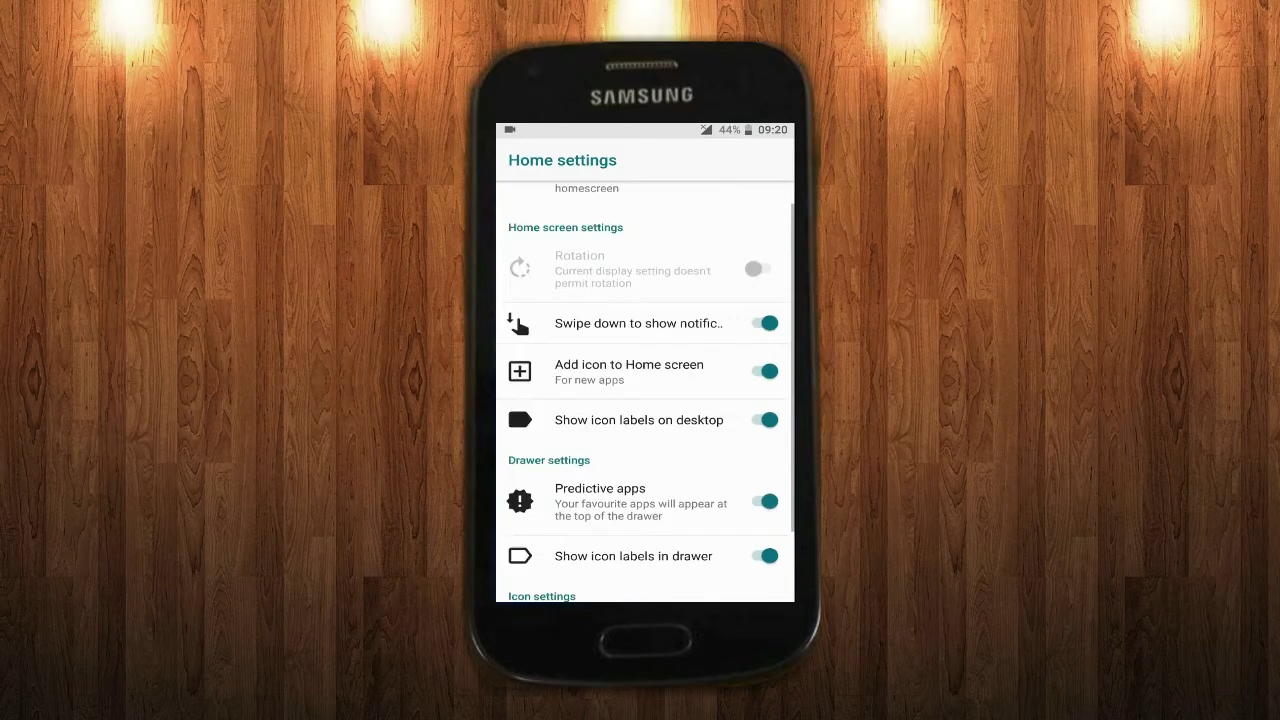 SAMSUNG
44% 09:20
Home settings
homescreen
Home screen settings
Rotation
Current display setting doesn't
permit rotation
Swipe down to show notific..
Add icon to Home screen
For new apps
Show icon labels on desktop
Drawer settings
Predictive apps
Your favourite apps will appear at
the top of the drawer
Show icon labels in drawer
Icon settings